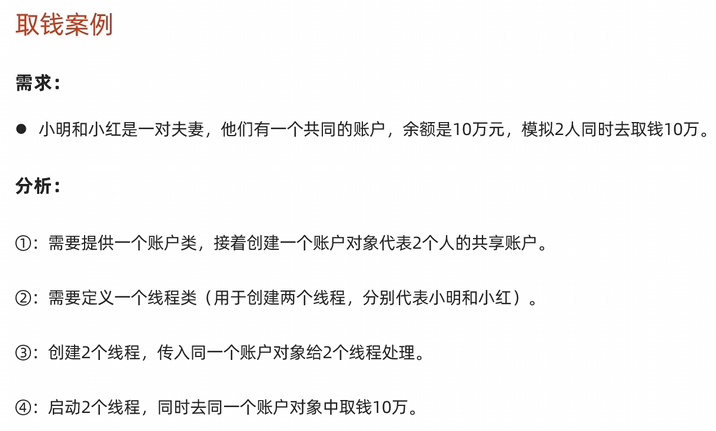 取钱案例
需求：
● 小明和小红是一对夫妻，他们有一个共同的账户，余额是10万元，模拟2人同时去取钱10万。
分析：
①：需要提供一个账户类，接着创建一个账户对象代表2个人的共享账户。
②：需要定义一个线程类（用于创建两个线程，分别代表小明和小红）。
③：创建2个线程，传入同一个账户对象给2个线程处理。
④：启动2个线程，同时去同一个账户对象中取钱10万。